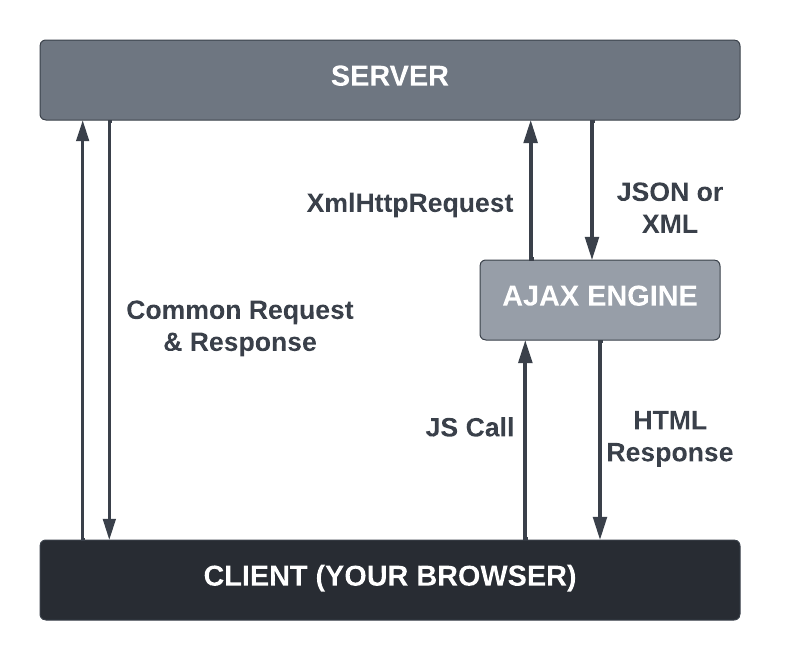 SERVER
XmlHttpRequest
JSON or
XML
AJAX ENGINE
Common Request
& Response
JS Call
HTML
Response
CLIENT (YOUR BROWSER)